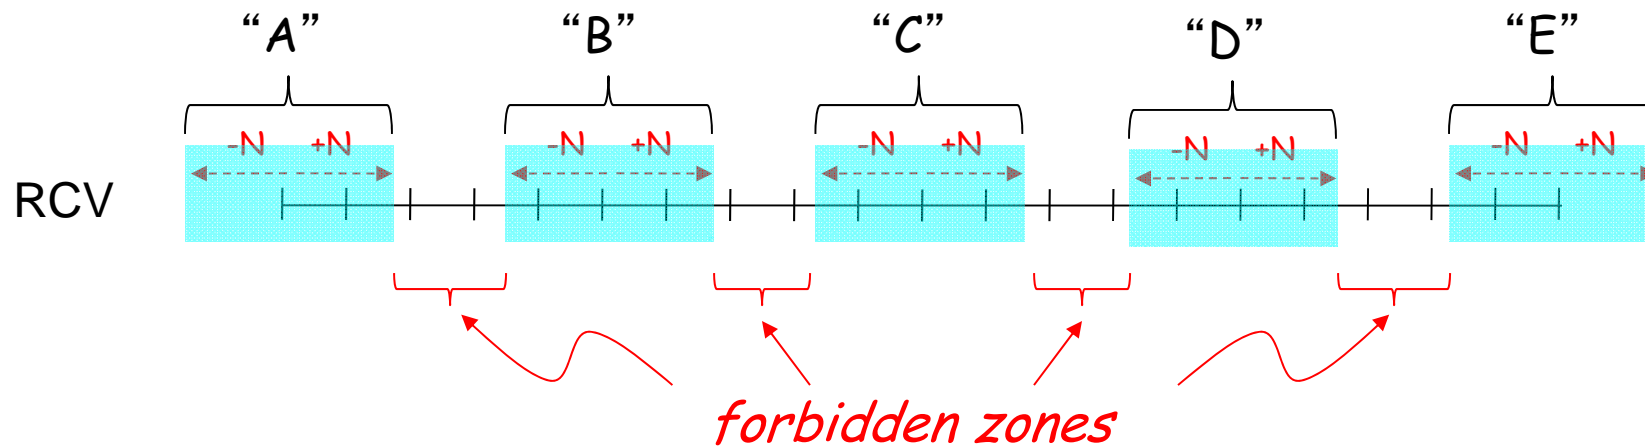 “A” “B” “C” “D” “E”
-N +N -N +N -N +N -N +N -N +N
RCV
forbidden zones